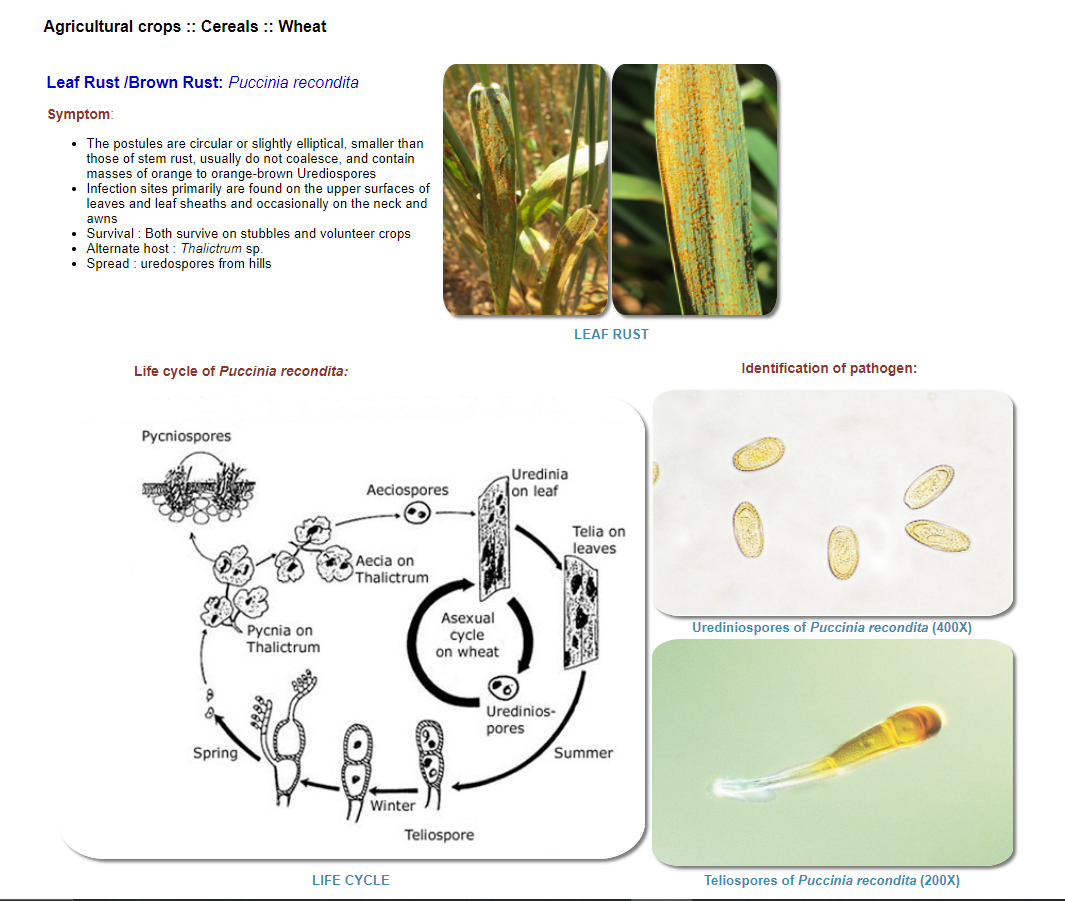 Agricultural crops :: Cereals :: Wheat
Leaf Rust /Brown Rust: Puccinia recondita
Symptom:
• The postules are circular or slightly elliptical, smaller than
those of stem rust, usually do not coalesce, and contain
masses of orange to orange-brown Urediospores
• Infection sites primarily are found on the upper surfaces of
leaves and leaf sheaths and occasionally on the neck and
awns
• Survival : Both survive on stubbles and volunteer crops
• Alternate host : Thalictrum sp.
• Spread : uredospores from hills
LEAF RUST
Life cycle of Puccinia recondita:
Pycniospores
Aeciospores
Uredinia
on leaf
Telia on
leaves
Aecia on
Thalictrum
Asexual
cycle
on wheat
Pycnia on
Thalictrum
Uredinios-
pores
Spring
Summer
Winter
Teliospore
LIFE CYCLE
Identification of pathogen:
Urediniospores of Puccinia recondita (400X)
Teliospores of Puccinia recondita (200X)